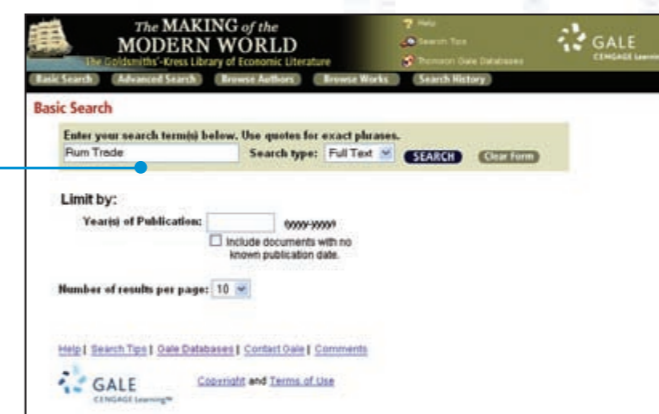 The MAKING of the
MODERN WORLD
The Goldsmiths'-Kress Library of Economic Literature
Help
Search Tips
Thomson Gale Databases
GALE
CENGAGE Learning
Basic Search Advanced Search Browse Authors Browse Works Search History
Basic Search
Enter your search term(s) below. Use quotes for exact phrases.
Rum Trade Search type: Full Text SEARCH Clear Form
Limit by:
Year(s) of Publication: (yyyy-yyyy)
Include documents with no
known publication date.
Number of results per page: 10
Help | Search Tips | Gale Databases | Contact Gale | Comments
GALE
CENGAGE Learning™
Copyright and Terms of Use